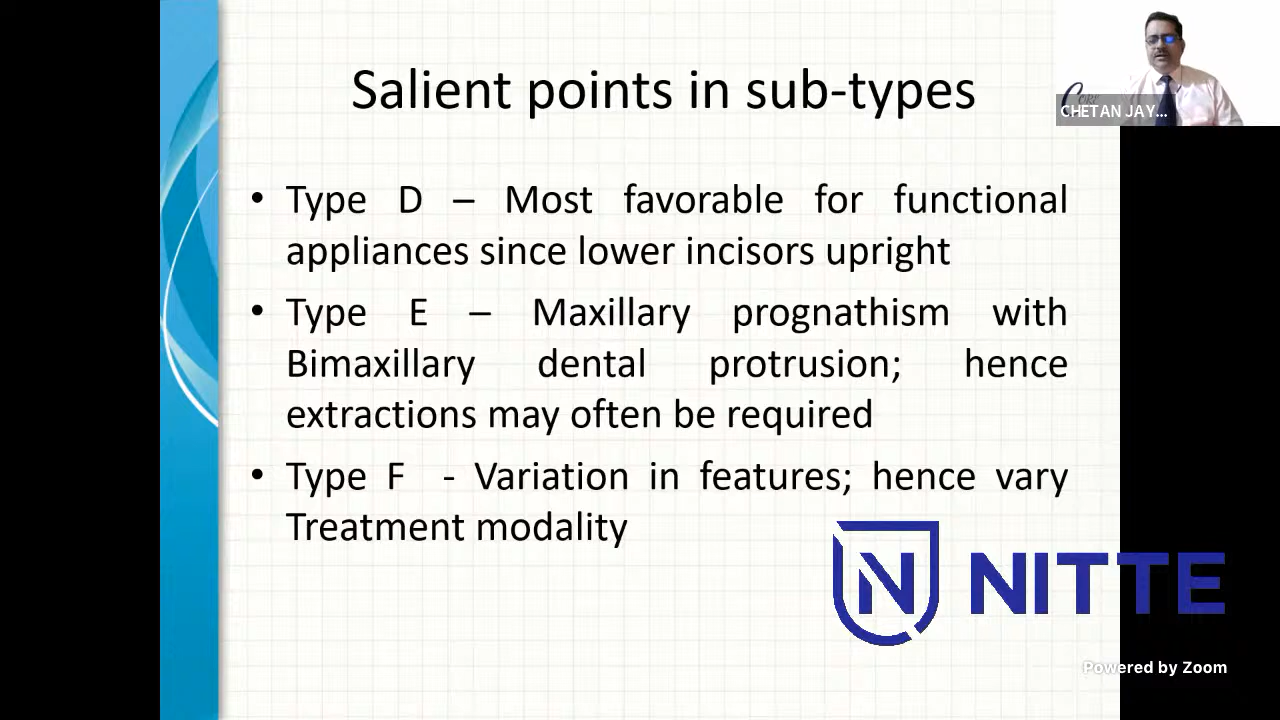 Salient points in sub-types
CHETAN JAY...
• Type D – Most favorable for functional
appliances since lower incisors upright
• Type E – Maxillary prognathism with
Bimaxillary dental protrusion; hence
extractions may often be required
• Type F - Variation in features; hence vary
Treatment modality
N NITTE
Powered by Zoom